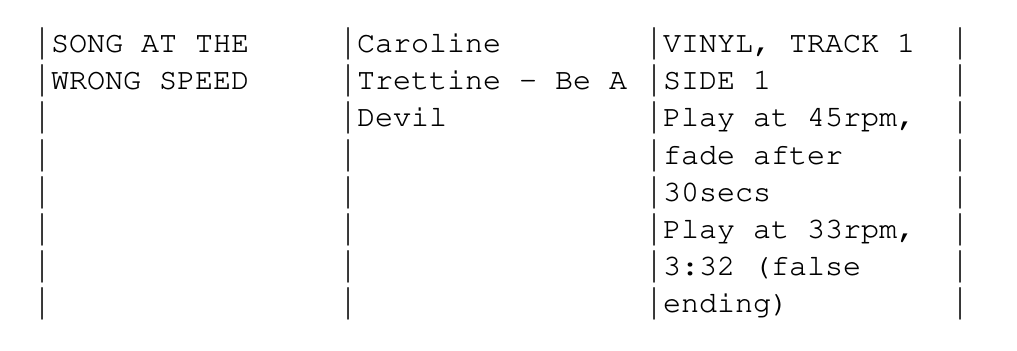 |SONG AT THE |Caroline |VINYL, TRACK 1 |
|WRONG SPEED |Trettine – Be A |SIDE 1 |
| |Devil |Play at 45rpm, |
| | |fade after |
| | |30secs |
| | |Play at 33rpm, |
| | |3:32 (false |
| | |ending) |